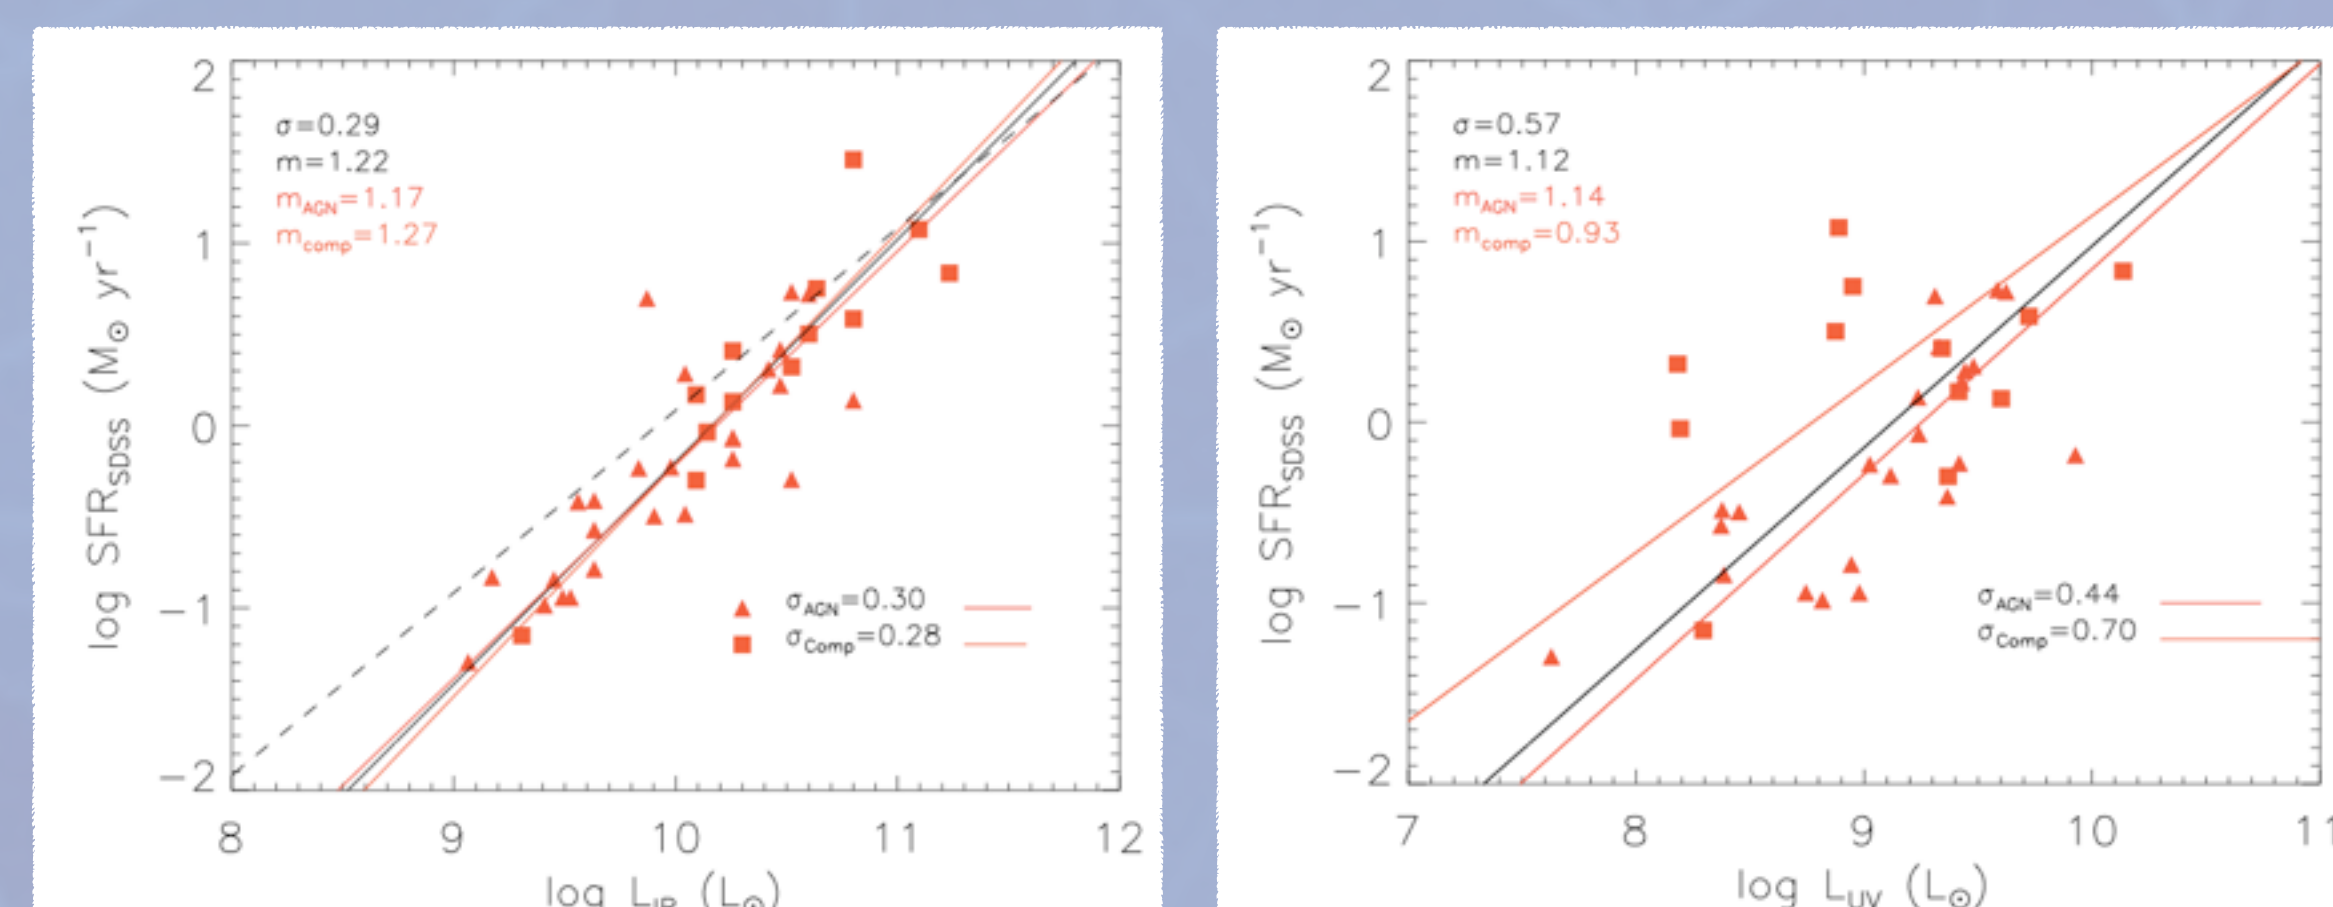 2
1
0
−1
−2
log SFR_SDSS (M⊙ yr⁻¹)
σ=0.29
m=1.22
m_AGN=1.17
m_comp=1.27
σ_AGN=0.30
σ_Comp=0.28
8 9 10 11 12
log L_IR (L⊙)
2
1
0
−1
−2
log SFR_SDSS (M⊙ yr⁻¹)
σ=0.57
m=1.12
m_AGN=1.14
m_comp=0.93
σ_AGN=0.44
σ_Comp=0.70
7 8 9 10 11
log L_UV (L⊙)